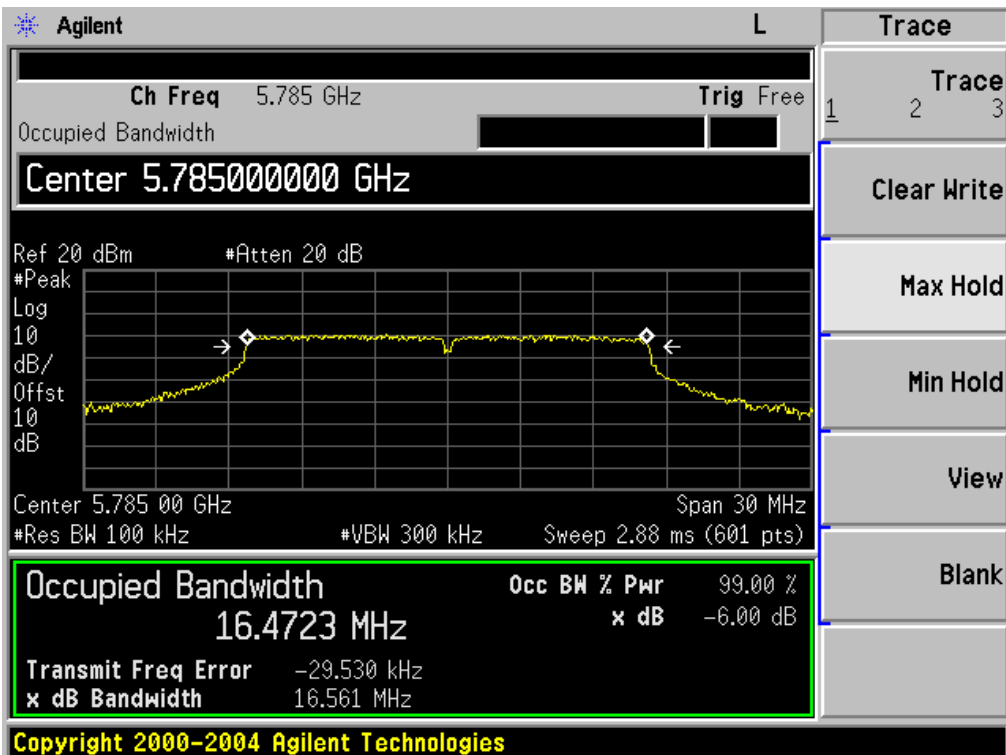 Agilent L
Ch Freq 5.785 GHz Trig Free
Occupied Bandwidth
Center 5.785000000 GHz
Ref 20 dBm #Atten 20 dB
#Peak
Log
10
dB/
Offst
10
dB
Center 5.785 00 GHz Span 30 MHz
#Res BW 100 kHz #VBW 300 kHz Sweep 2.88 ms (601 pts)
Occupied Bandwidth
16.4723 MHz
Occ BW % Pwr 99.00 %
x dB -6.00 dB
Transmit Freq Error -29.530 kHz
x dB Bandwidth 16.561 MHz
Copyright 2000-2004 Agilent Technologies
Trace
Trace
1 2 3
Clear Write
Max Hold
Min Hold
View
Blank